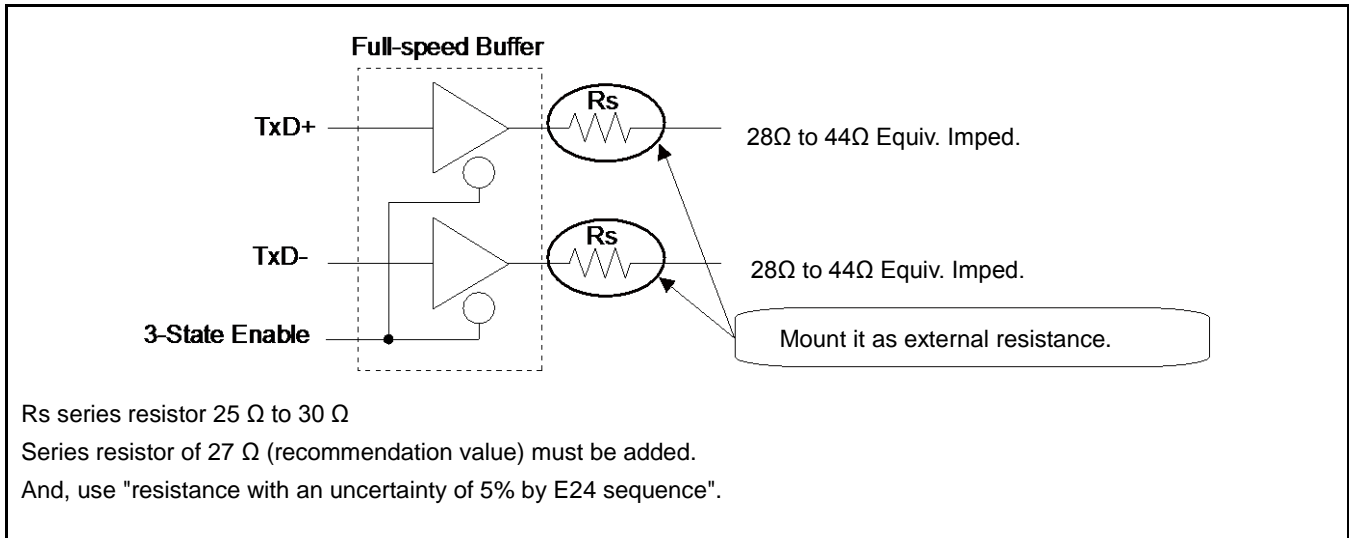 Full-speed Buffer
Rs
TxD+
28Ω to 44Ω Equiv. Imped.
Rs
TxD-
28Ω to 44Ω Equiv. Imped.
3-State Enable
Mount it as external resistance.
Rs series resistor 25 Ω to 30 Ω
Series resistor of 27 Ω (recommendation value) must be added.
And, use "resistance with an uncertainty of 5% by E24 sequence".